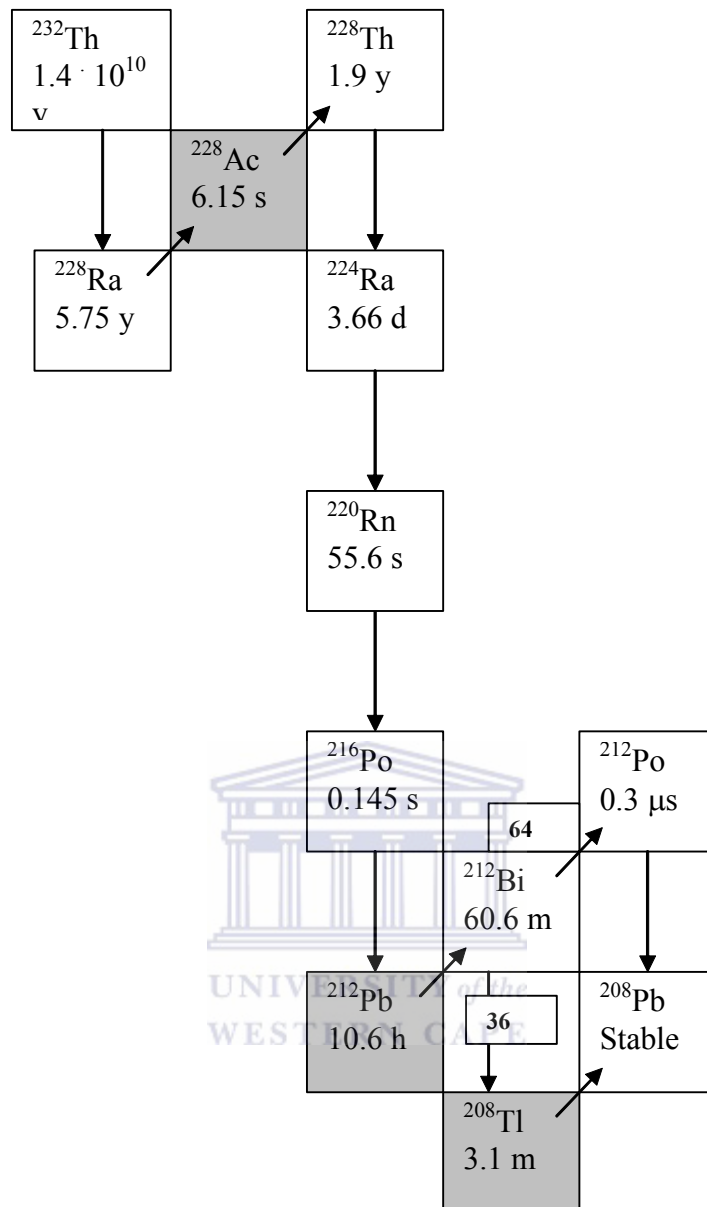 ²³²Th
1.4 · 10¹⁰
y
²²⁸Th
1.9 y
²²⁸Ac
6.15 s
²²⁸Ra
5.75 y
²²⁴Ra
3.66 d
²²⁰Rn
55.6 s
²¹⁶Po
0.145 s
²¹²Po
0.3 μs
64
²¹²Bi
60.6 m
UNIVERSITY of the
WESTERN CAPE
²¹²Pb
10.6 h
36
²⁰⁸Pb
Stable
²⁰⁸Tl
3.1 m